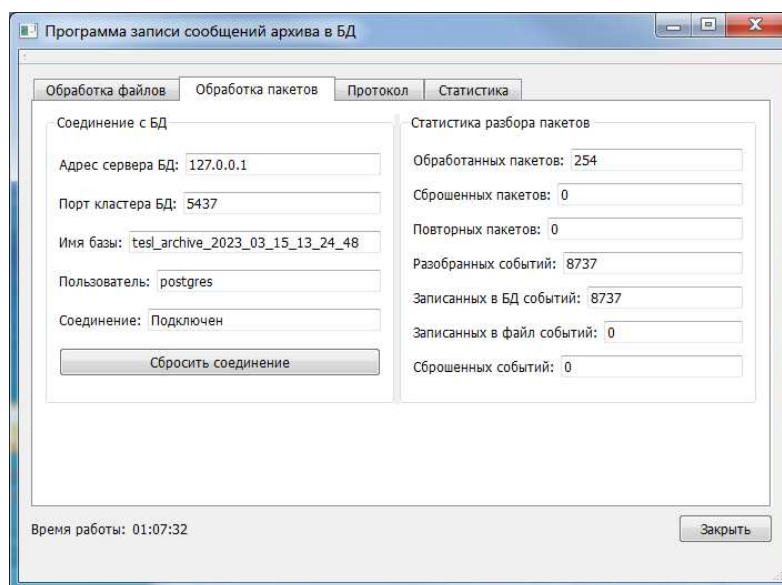 Программа записи сообщений архива в БД
Обработка файлов
Обработка пакетов
Протокол
Статистика
Соединение с БД
Адрес сервера БД: 127.0.0.1
Порт кластера БД: 5437
Имя базы: tesl_archive_2023_03_15_13_24_48
Пользователь: postgres
Соединение: Подключен
Сбросить соединение
Статистика разбора пакетов
Обработанных пакетов: 254
Сброшенных пакетов: 0
Повторных пакетов: 0
Разобранных событий: 8737
Записанных в БД событий: 8737
Записанных в файл событий: 0
Сброшенных событий: 0
Время работы: 01:07:32
Закрыть